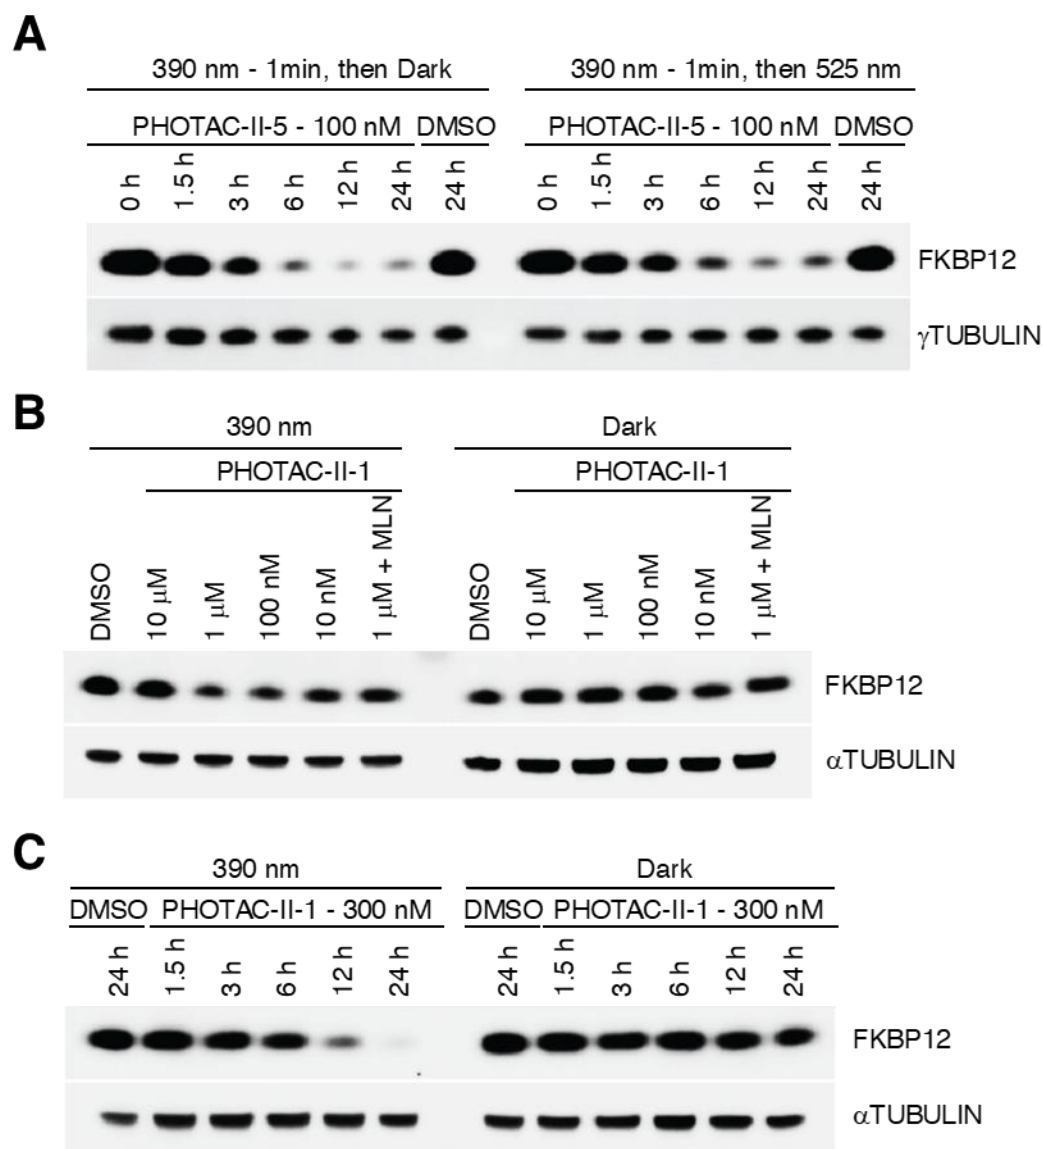 A
390 nm - 1min, then Dark 390 nm - 1min, then 525 nm
PHOTAC-II-5 - 100 nM DMSO PHOTAC-II-5 - 100 nM DMSO
0 h 1.5 h 3 h 6 h 12 h 24 h 24 h 0 h 1.5 h 3 h 6 h 12 h 24 h 24 h
FKBP12
γTUBULIN
B
390 nm Dark
PHOTAC-II-1 PHOTAC-II-1
DMSO 10 μM 1 μM 100 nM 10 nM 1 μM + MLN DMSO 10 μM 1 μM 100 nM 10 nM 1 μM + MLN
FKBP12
αTUBULIN
C
390 nm Dark
DMSO PHOTAC-II-1 - 300 nM DMSO PHOTAC-II-1 - 300 nM
24 h 1.5 h 3 h 6 h 12 h 24 h 24 h 1.5 h 3 h 6 h 12 h 24 h
FKBP12
αTUBULIN